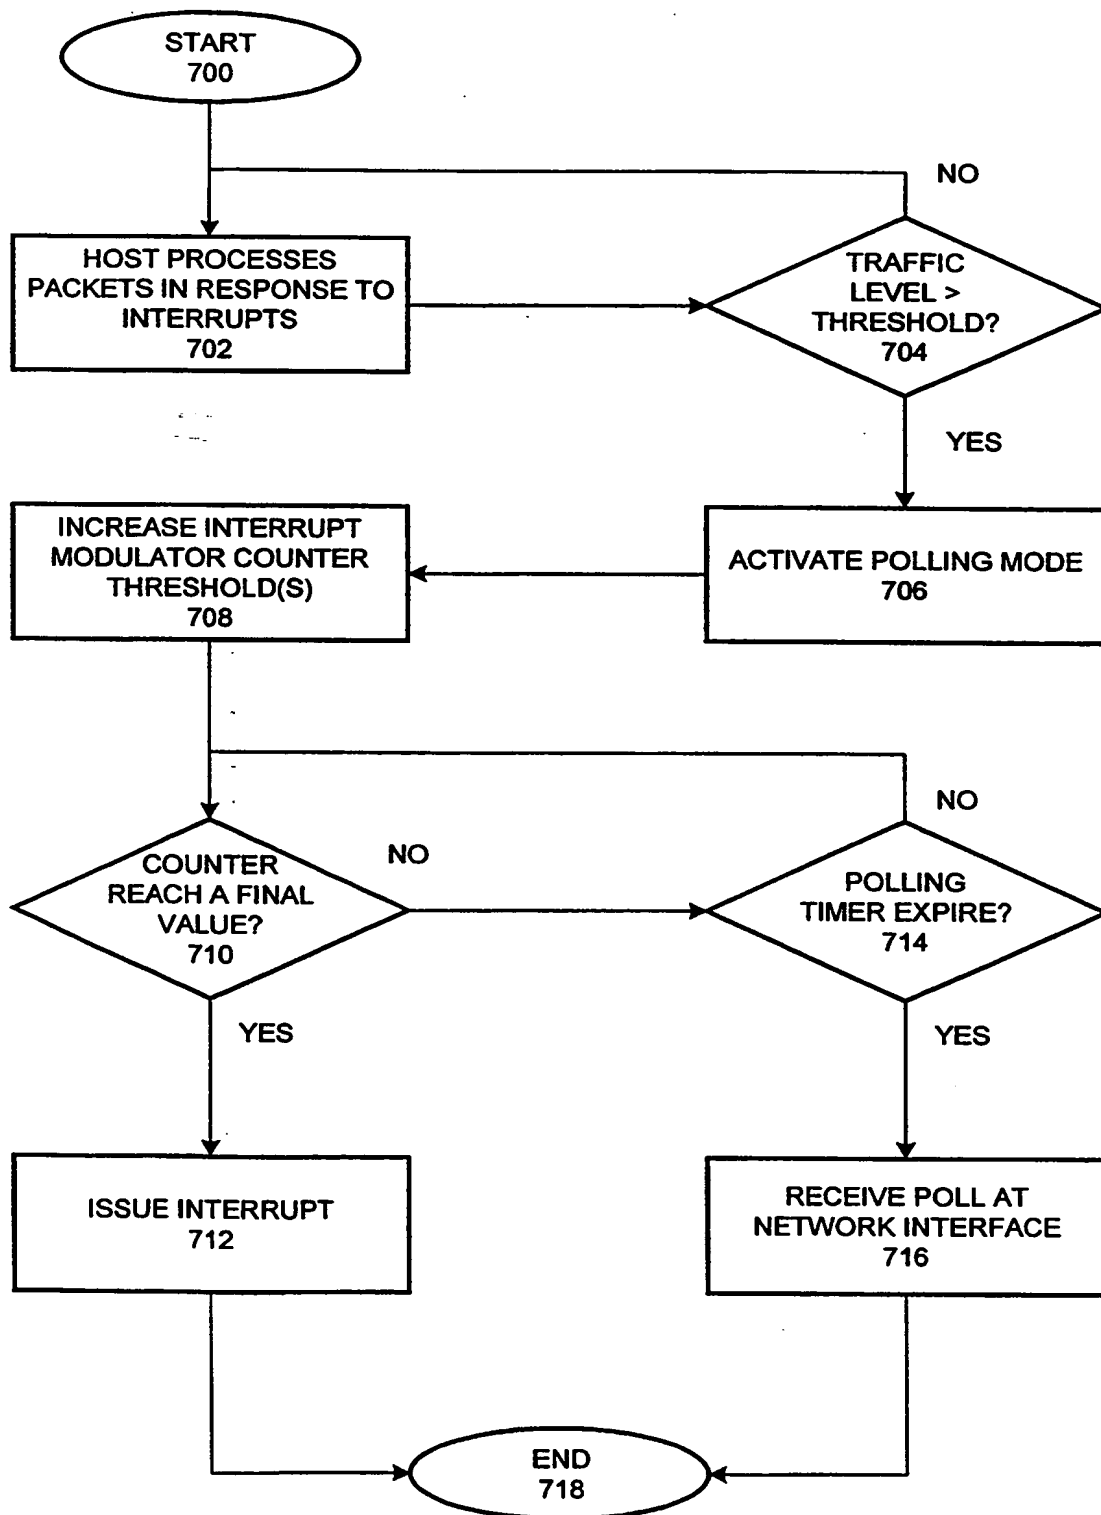 START
700
NO
HOST PROCESSES
PACKETS IN RESPONSE TO
INTERRUPTS
702
TRAFFIC
LEVEL >
THRESHOLD?
704
YES
INCREASE INTERRUPT
MODULATOR COUNTER
THRESHOLD(S)
708
ACTIVATE POLLING MODE
706
NO
COUNTER
REACH A FINAL
VALUE?
710
NO
POLLING
TIMER EXPIRE?
714
YES
YES
ISSUE INTERRUPT
712
RECEIVE POLL AT
NETWORK INTERFACE
716
END
718